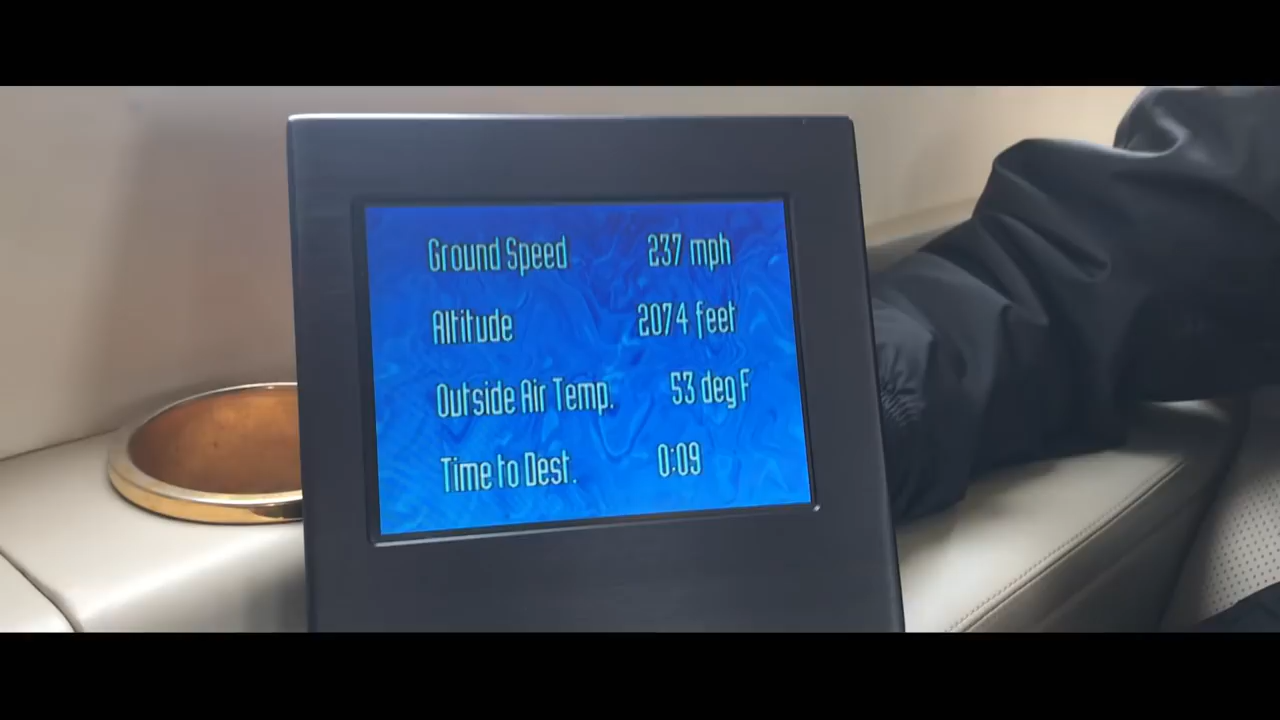 Ground Speed 237 mph
Altitude 2074 feet
Outside Air Temp. 53 deg F
Time to Dest. 0:09